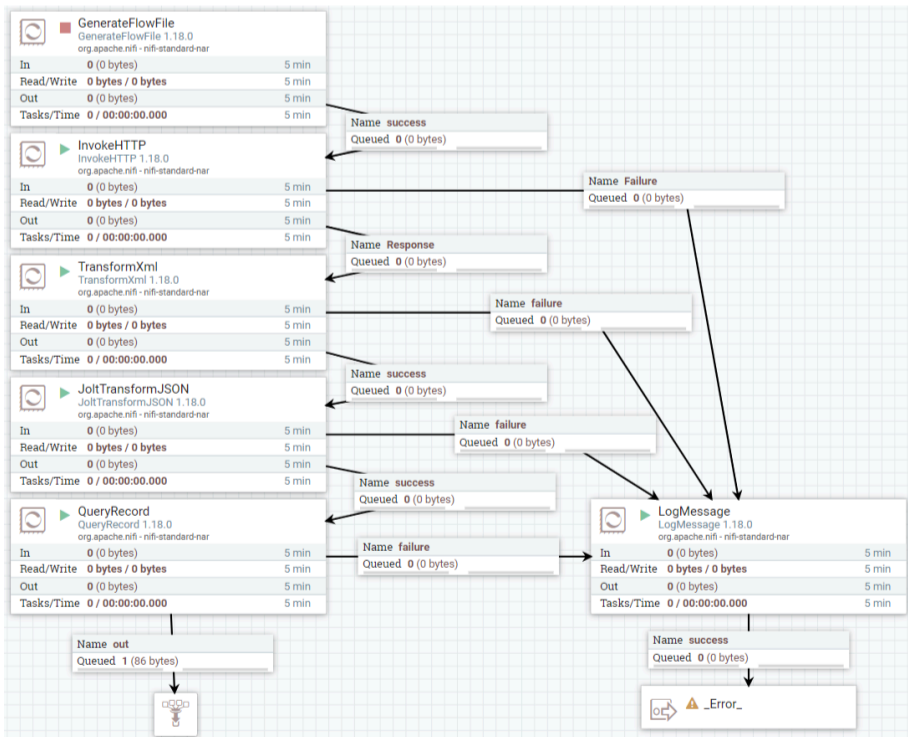 GenerateFlowFile
GenerateFlowFile 1.18.0
org.apache.nifi - nifi-standard-nar
In 0 (0 bytes) 5 min
Read/Write 0 bytes / 0 bytes 5 min
Out 0 (0 bytes) 5 min
Tasks/Time 0 / 00:00:00.000 5 min
Name success
Queued 0 (0 bytes)
InvokeHTTP
InvokeHTTP 1.18.0
org.apache.nifi - nifi-standard-nar
In 0 (0 bytes) 5 min
Read/Write 0 bytes / 0 bytes 5 min
Out 0 (0 bytes) 5 min
Tasks/Time 0 / 00:00:00.000 5 min
Name Failure
Queued 0 (0 bytes)
Name Response
Queued 0 (0 bytes)
TransformXml
TransformXml 1.18.0
org.apache.nifi - nifi-standard-nar
In 0 (0 bytes) 5 min
Read/Write 0 bytes / 0 bytes 5 min
Out 0 (0 bytes) 5 min
Tasks/Time 0 / 00:00:00.000 5 min
Name failure
Queued 0 (0 bytes)
Name success
Queued 0 (0 bytes)
JoltTransformJSON
JoltTransformJSON 1.18.0
org.apache.nifi - nifi-standard-nar
In 0 (0 bytes) 5 min
Read/Write 0 bytes / 0 bytes 5 min
Out 0 (0 bytes) 5 min
Tasks/Time 0 / 00:00:00.000 5 min
Name failure
Queued 0 (0 bytes)
Name success
Queued 0 (0 bytes)
QueryRecord
QueryRecord 1.18.0
org.apache.nifi - nifi-standard-nar
In 0 (0 bytes) 5 min
Read/Write 0 bytes / 0 bytes 5 min
Out 0 (0 bytes) 5 min
Tasks/Time 0 / 00:00:00.000 5 min
Name failure
Queued 0 (0 bytes)
LogMessage
LogMessage 1.18.0
org.apache.nifi - nifi-standard-nar
In 0 (0 bytes) 5 min
Read/Write 0 bytes / 0 bytes 5 min
Out 0 (0 bytes) 5 min
Tasks/Time 0 / 00:00:00.000 5 min
Name out
Queued 1 (86 bytes)
Name success
Queued 0 (0 bytes)
_Error_